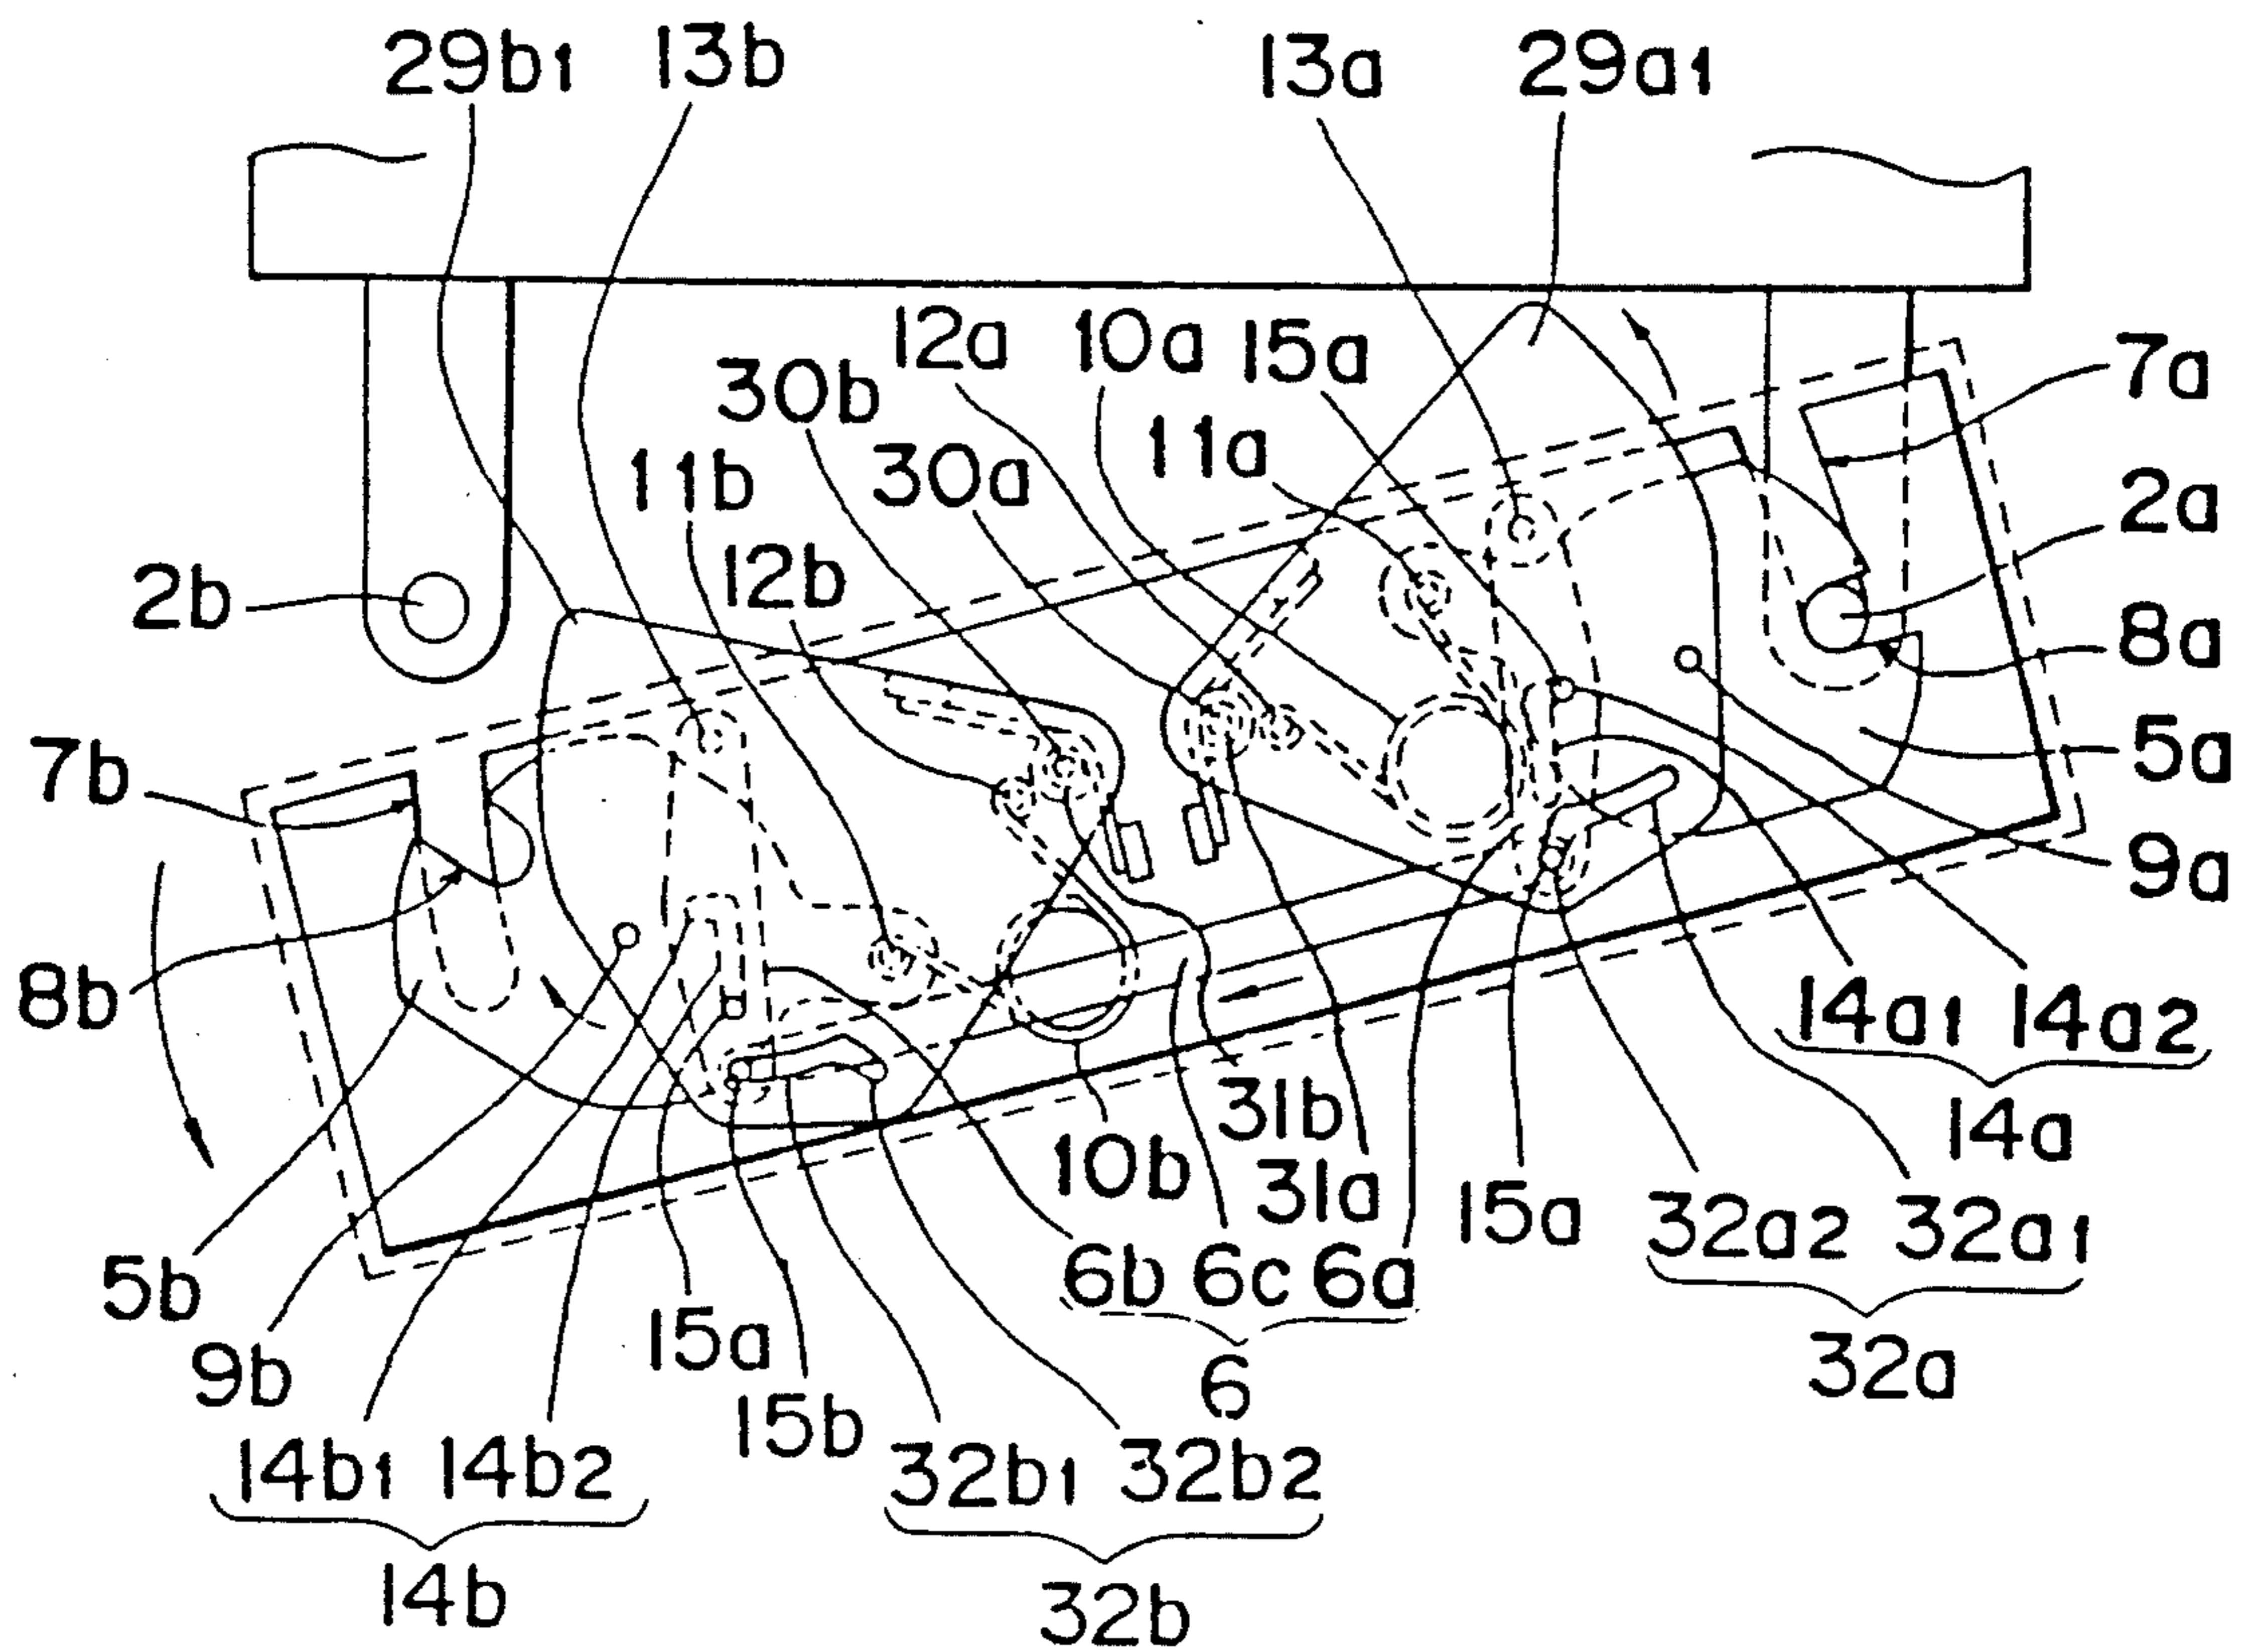 29b1 13b 13a 29a1
12a 10a 15a
30b 7a
11a
11b 30a
2a
12b
2b
8a
7b 5a
9a
8b
14a1 14a2
31b
14a
10b
31a
15a 32a2 32a1
5b 6b 6c 6a
15a
9b 6 32a
15b
14b1 14b2 32b1 32b2
14b
32b